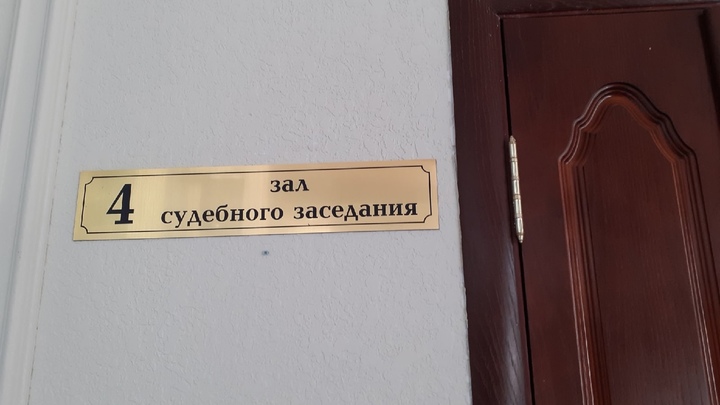 4
зал
судебного заседания